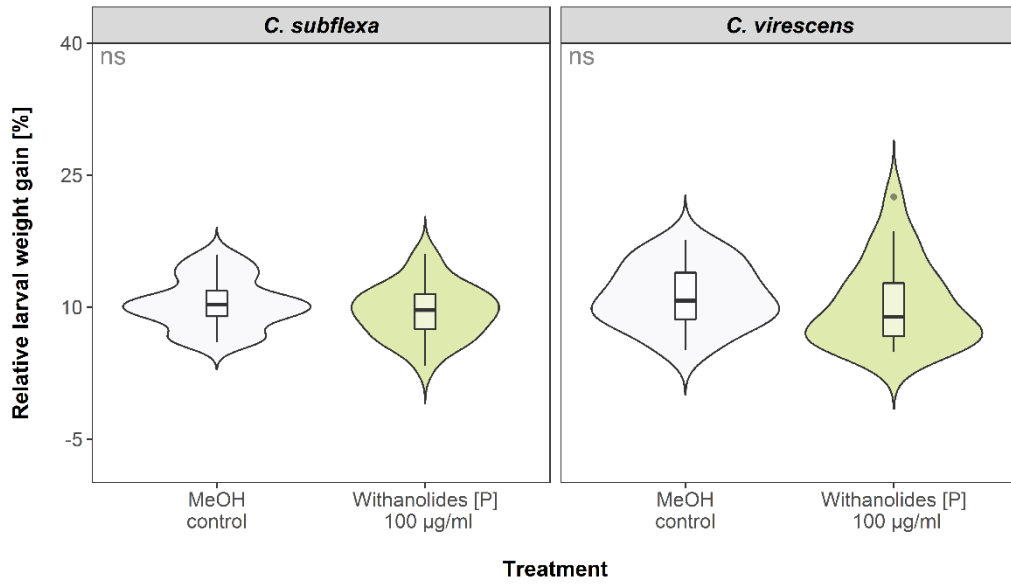 C. subflexa
C. virescens
ns
ns
Relative larval weight gain [%]
40
25
10
-5
MeOH
control
Withanolides [P]
100 µg/ml
MeOH
control
Withanolides [P]
100 µg/ml
Treatment